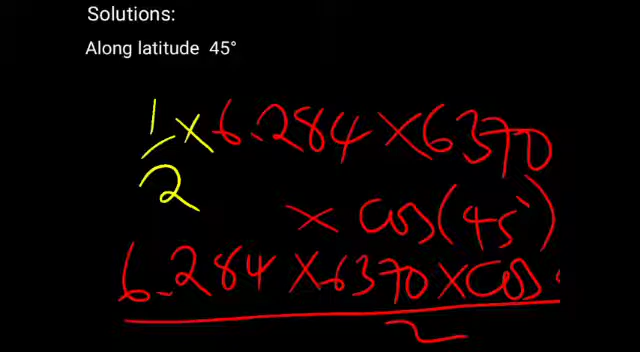 Solutions:
Along latitude 45°
1/2 × 6.284 × 6370
× cos(45°)
6.284 × 6370 × cos
2